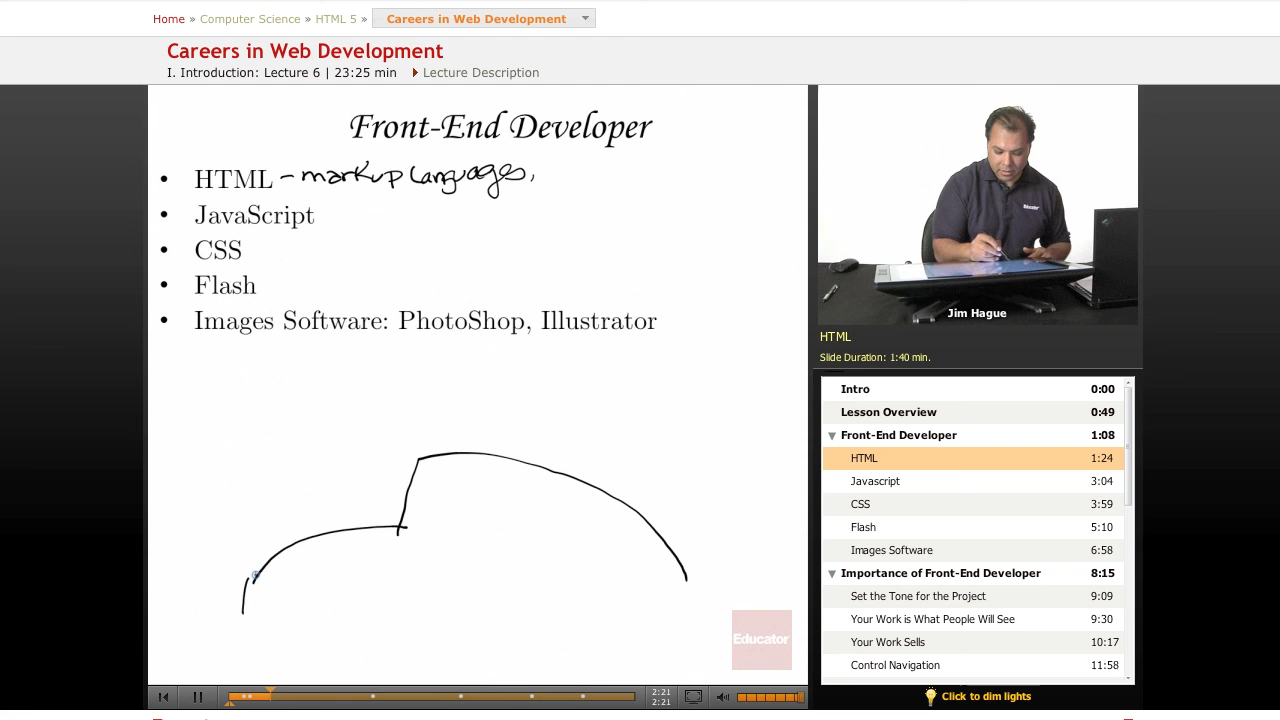 Home » Computer Science » HTML 5 » Careers in Web Development
Careers in Web Development
I. Introduction: Lecture 6 | 23:25 min Lecture Description
Front-End Developer
• HTML - markup languages,
• JavaScript
• CSS
• Flash
• Images Software: PhotoShop, Illustrator
Educator
2:21
2:21
Educator
Jim Hague
HTML
Slide Duration: 1:40 min.
Intro 0:00
Lesson Overview 0:49
Front-End Developer 1:08
HTML 1:24
Javascript 3:04
CSS 3:59
Flash 5:10
Images Software 6:58
Importance of Front-End Developer 8:15
Set the Tone for the Project 9:09
Your Work is What People Will See 9:30
Your Work Sells 10:17
Control Navigation 11:58
Click to dim lights